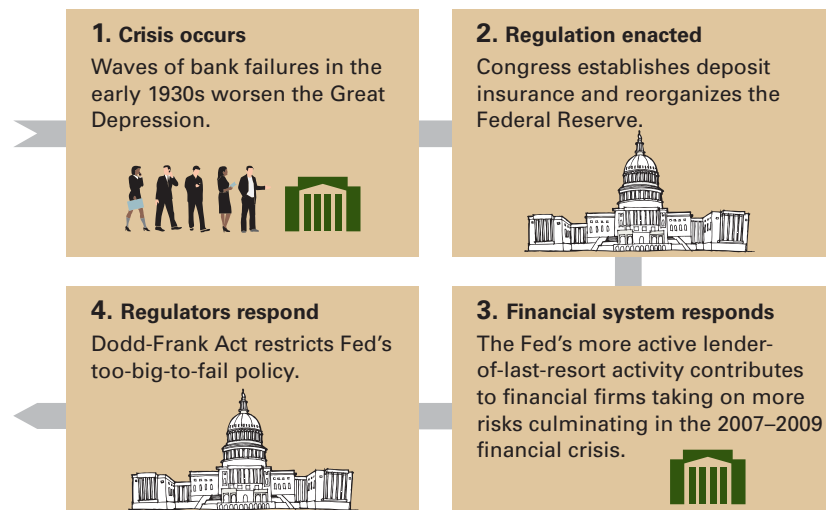 1. Crisis occurs
Waves of bank failures in the
early 1930s worsen the Great
Depression.
2. Regulation enacted
Congress establishes deposit
insurance and reorganizes the
Federal Reserve.
3. Financial system responds
The Fed’s more active lender-
of-last-resort activity contributes
to financial firms taking on more
risks culminating in the 2007–2009
financial crisis.
4. Regulators respond
Dodd-Frank Act restricts Fed’s
too-big-to-fail policy.